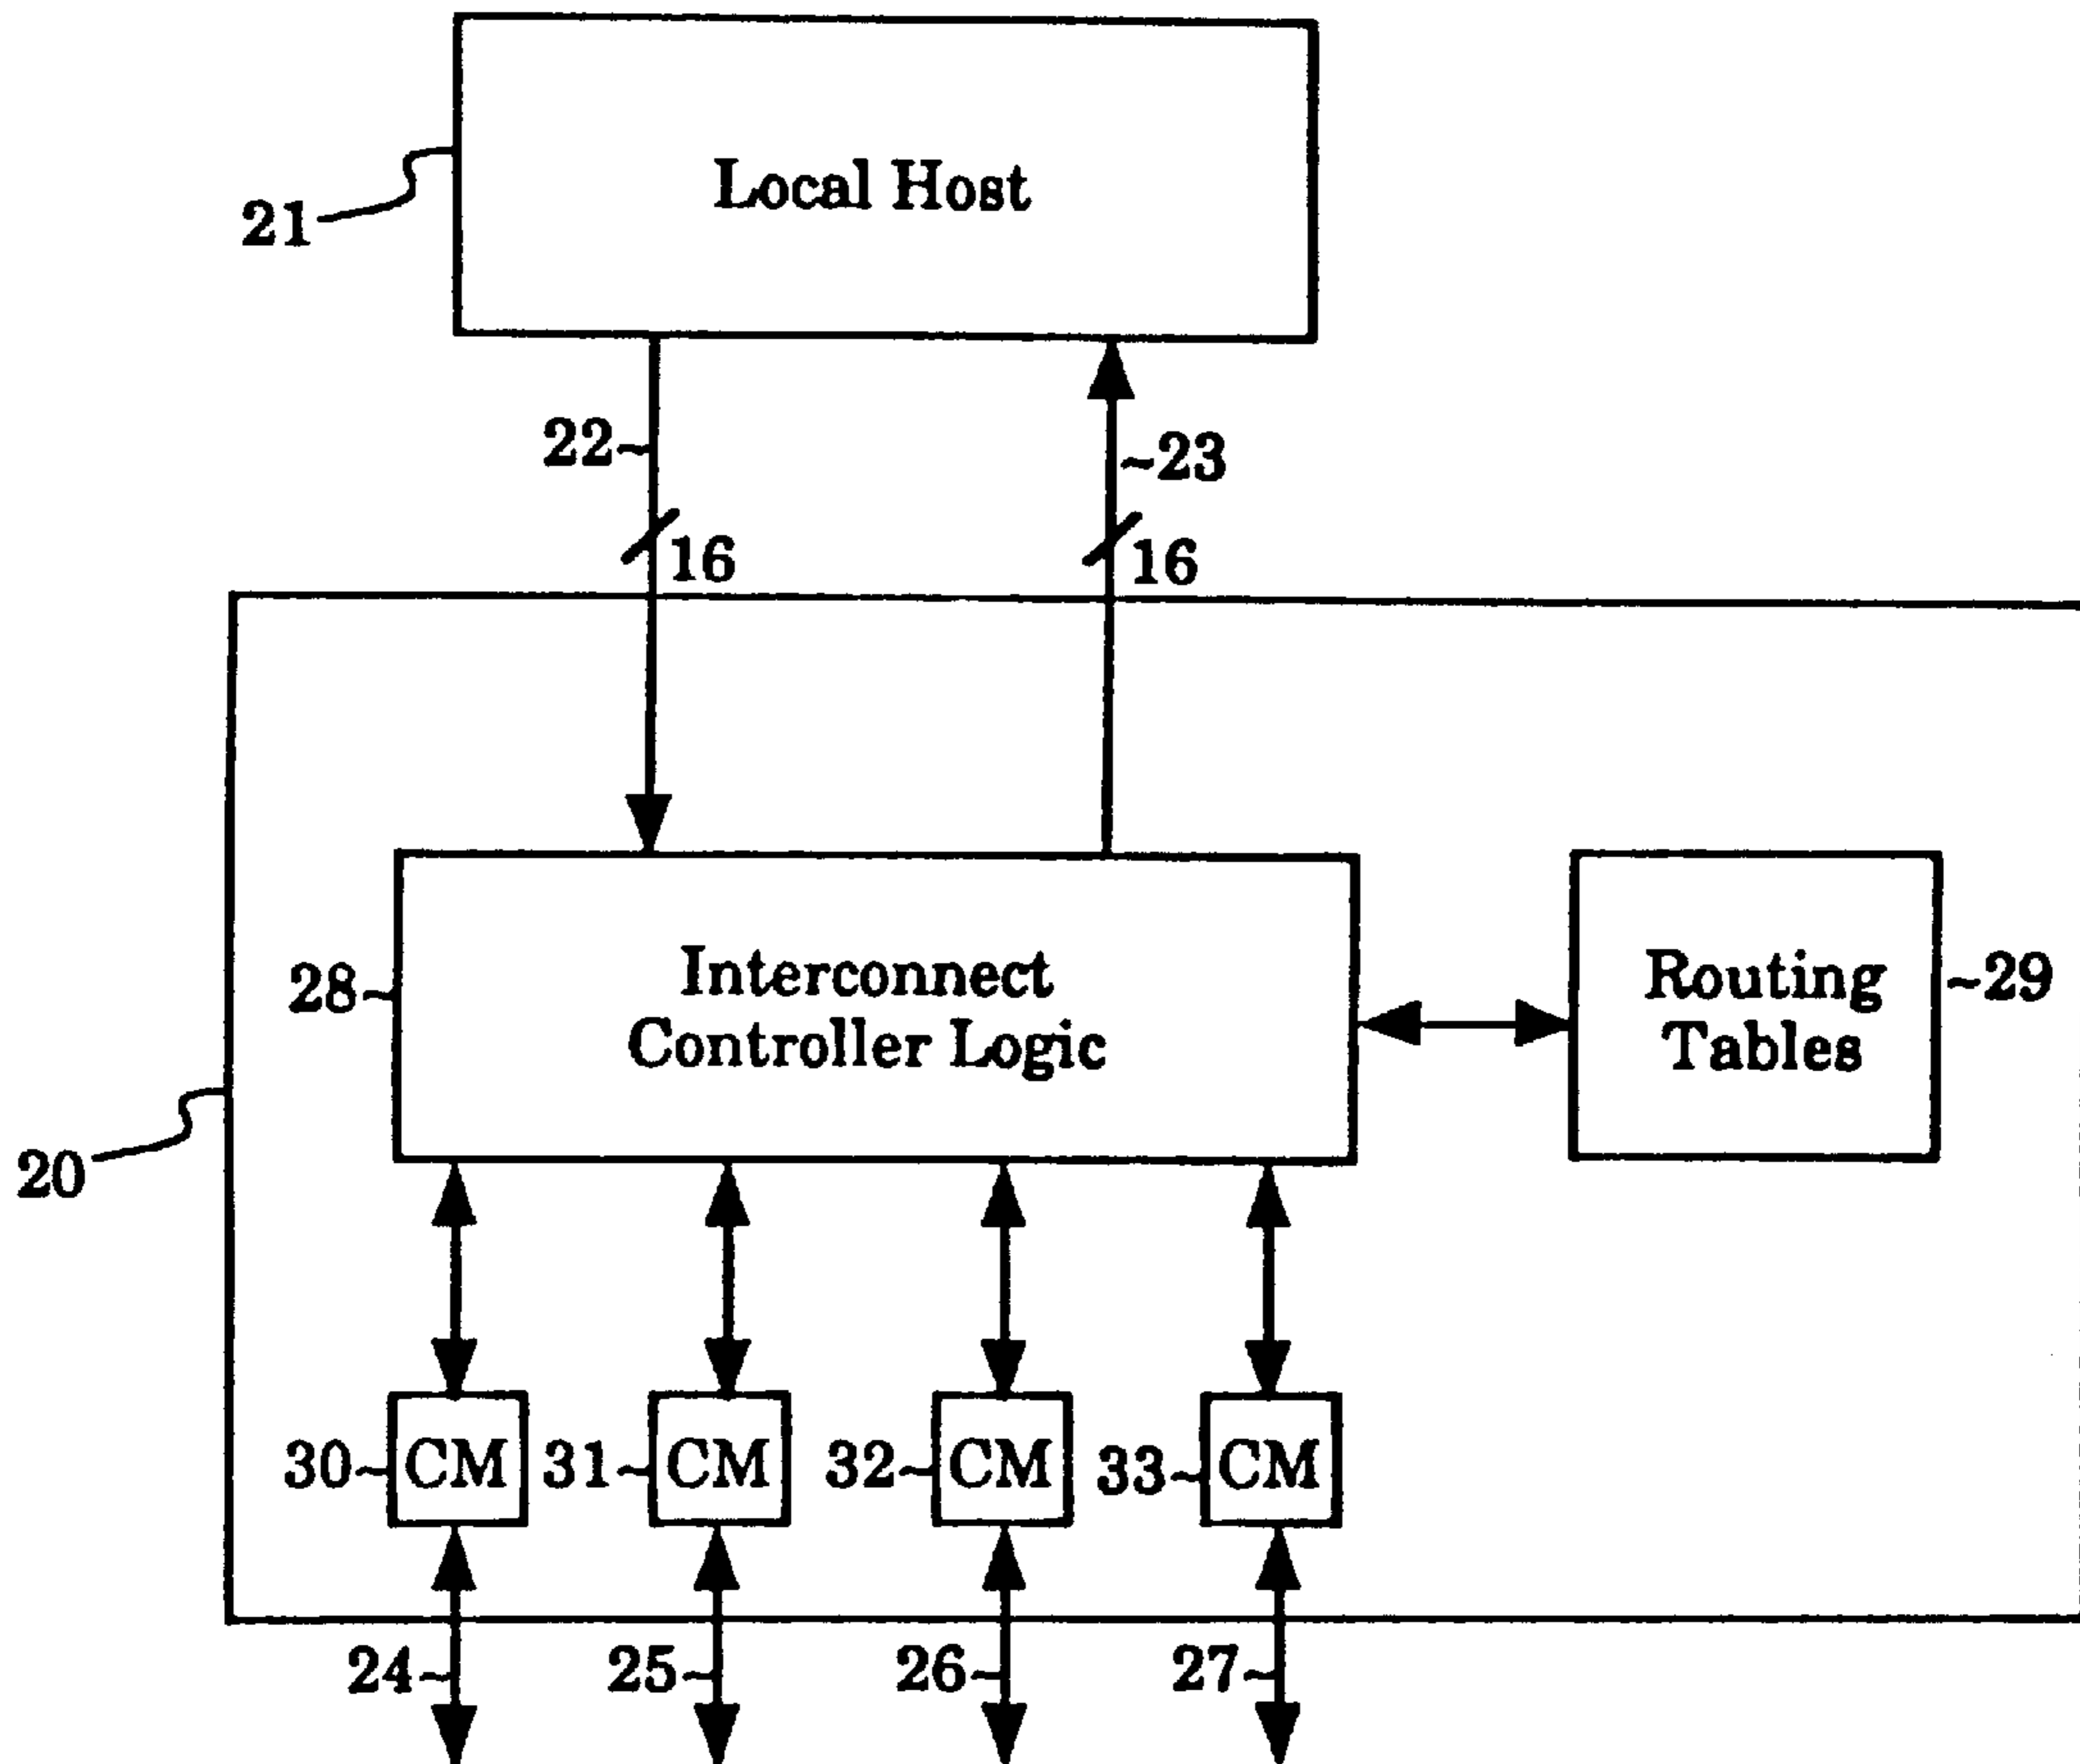 Local Host
21
22~
~23
16
16
Interconnect
Controller Logic
28~
Routing
Tables
~29
20
30~
CM
31~
CM
32~
CM
33~
CM
24~
25~
26~
27~